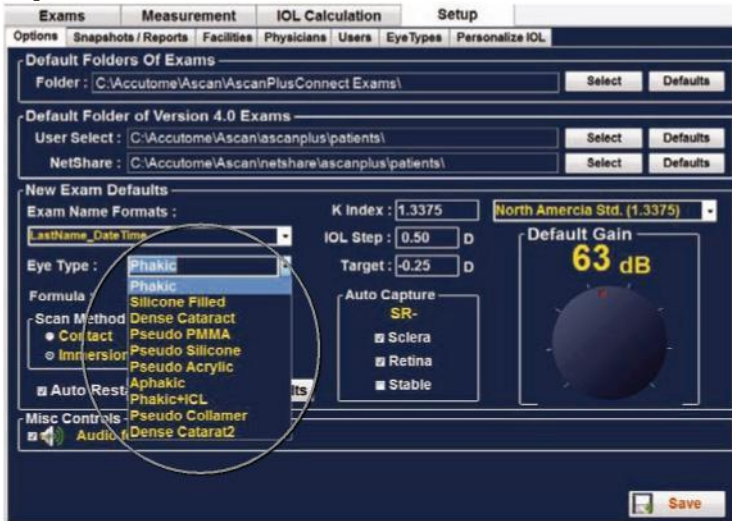 Exams Measurement IOL Calculation Setup
Options Snapshots / Reports Facilities Physicians Users EyeTypes Personalize IOL
Default Folders Of Exams
Folder : C:\Accutome\Ascan\AscanPlusConnect Exams\ Select Defaults
Default Folder of Version 4.0 Exams
User Select : C:\Accutome\Ascan\ascanplus\patients\ Select Defaults
NetShare : C:\Accutome\Ascan\netshare\ascanplus\patients\ Select Defaults
New Exam Defaults
Exam Name Formats : K Index : 1.3375 North Amercia Std. (1.3375)
LastName_DateTime IOL Step : 0.50 D Default Gain
63 dB
Eye Type : Phakic Target : -0.25 D
Phakic
Formula : Silicone Filled Auto Capture
Scan Method Dense Cataract SR-
Contact Pseudo PMMA Sclera
Immersion Pseudo Silicone Retina
Pseudo Acrylic
Auto Rest Aphakic lts Stable
Phakic+ICL
Misc Controls Pseudo Collamer
Audio f Dense Catarat2
Save